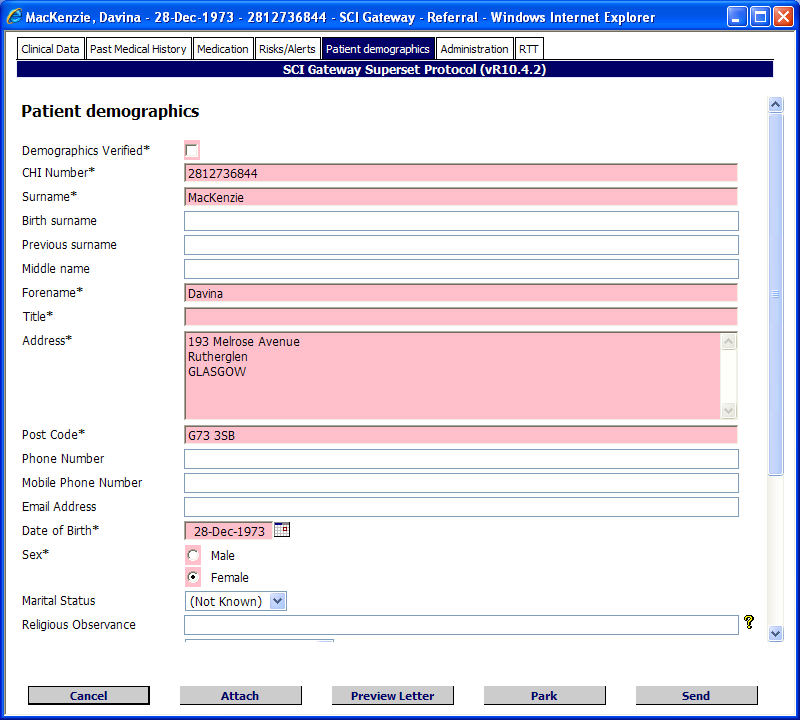 MacKenzie, Davina - 28-Dec-1973 - 2812736844 - SCI Gateway - Referral - Windows Internet Explorer
Clinical Data Past Medical History Medication Risks/Alerts Patient demographics Administration RTT
SCI Gateway Superset Protocol (vR10.4.2)
Patient demographics
Demographics Verified*
CHI Number* 2812736844
Surname* MacKenzie
Birth surname
Previous surname
Middle name
Forename* Davina
Title*
Address* 193 Melrose Avenue
Rutherglen
GLASGOW
Post Code* G73 3SB
Phone Number
Mobile Phone Number
Email Address
Date of Birth* 28-Dec-1973
Sex* Male
Female
Marital Status (Not Known)
Religious Observance ?
Cancel Attach Preview Letter Park Send